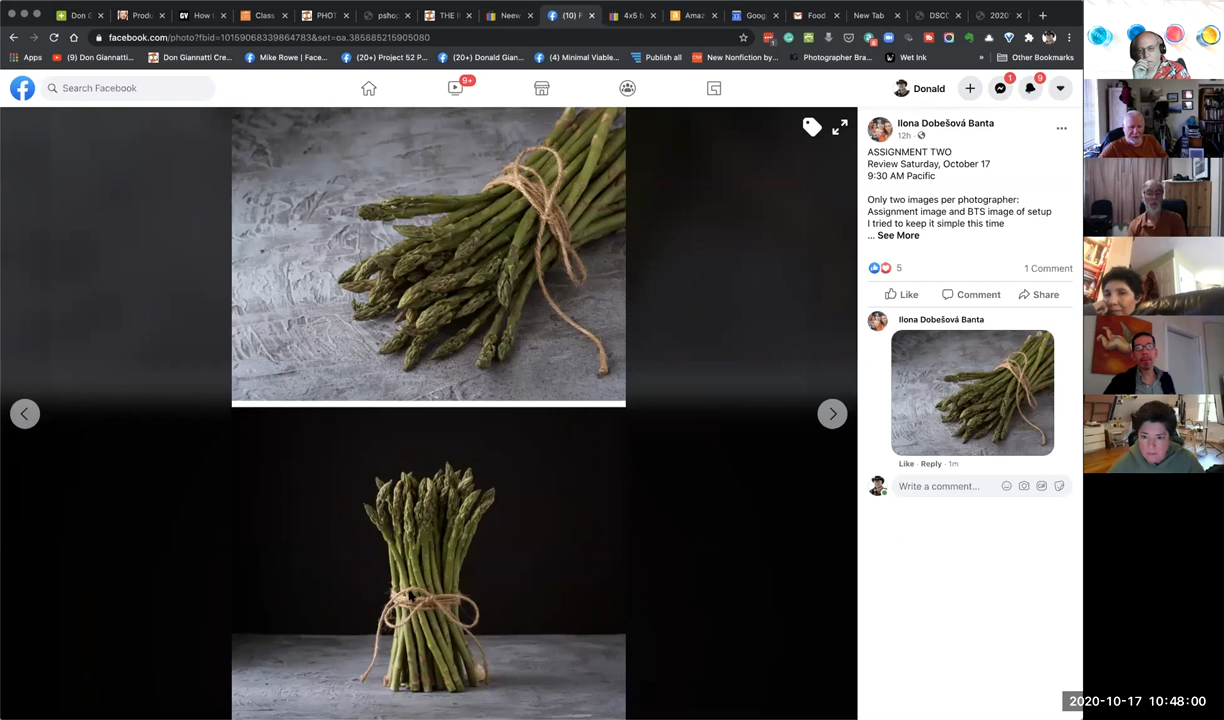 Don G
Produ
GV How t
Class
PHOT
pshop
THE I
Neew
(10) F
4x5 b
Amaz
Goog
Food
New Tab
DSC0
2020
facebook.com/photo?fbid=10159068339864783&set=oa.385885215905080
Apps
(9) Don Giannatti...
Don Giannatti Cre...
Mike Rowe | Face...
(20+) Project 52 P...
(20+) Donald Gian...
(4) Minimal Viable...
Publish all
New Nonfiction by...
Photographer Bra...
Wet Ink
»
Other Bookmarks
Search Facebook
9+
Donald
1
9
Ilona Dobešová Banta
12h ·
ASSIGNMENT TWO
Review Saturday, October 17
9:30 AM Pacific
Only two images per photographer:
Assignment image and BTS image of setup
I tried to keep it simple this time
... See More
5
1 Comment
Like
Comment
Share
Ilona Dobešová Banta
Like · Reply · 1m
Write a comment...
GIF
2020-10-17 10:48:00